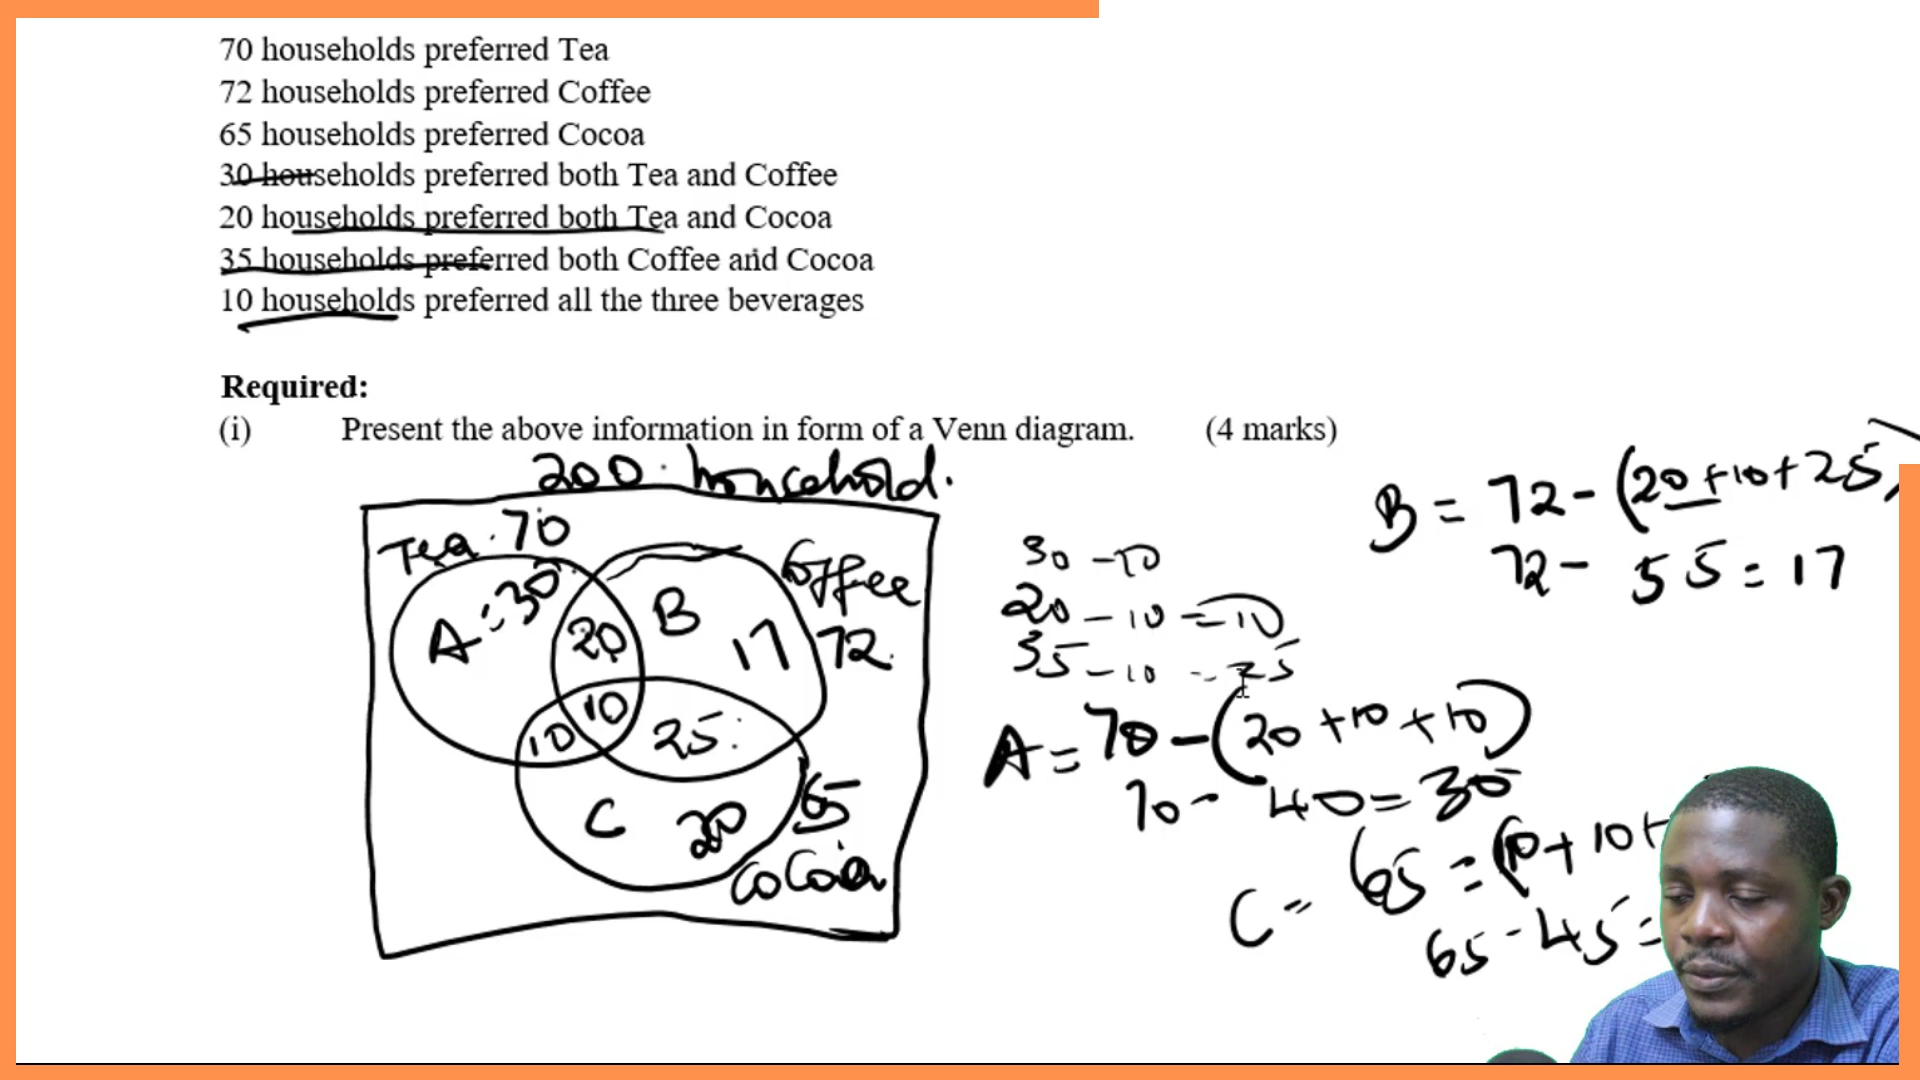 70 households preferred Tea
72 households preferred Coffee
65 households preferred Cocoa
30 households preferred both Tea and Coffee
20 households preferred both Tea and Cocoa
35 households preferred both Coffee and Cocoa
10 households preferred all the three beverages
Required:
(i) Present the above information in form of a Venn diagram. (4 marks)
200 household.
Tea 70
Coffee
72
A = 30
20
B
17
10
10
25
C
20
65
Cocoa
30 - 10
20 - 10 = 10
35 - 10 = 25
B = 72 - (20 + 10 + 25)
72 - 55 = 17
A = 70 - (20 + 10 + 10)
70 - 40 = 30
C = 65 = (10 + 10 +
65 - 45 =